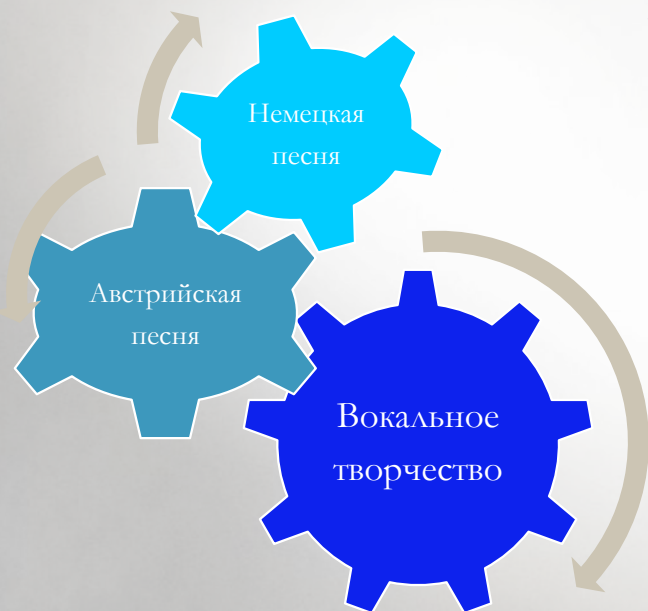 Немецкая
песня
Австрийская
песня
Вокальное
творчество